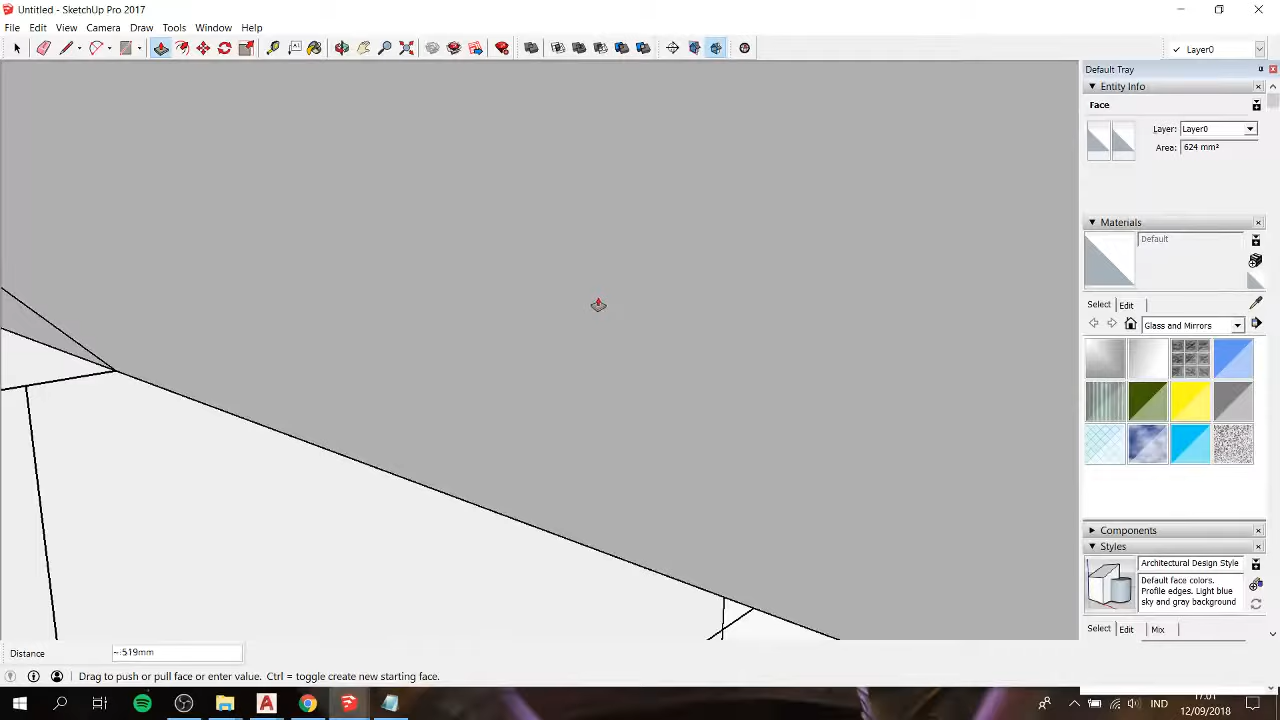 Untitled - SketchUp Pro 2017
File Edit View Camera Draw Tools Window Help
Layer0
Default Tray
Entity Info
Face
Layer: Layer0
Area: 624 mm²
Materials
Default
Select Edit
Glass and Mirrors
Components
Styles
Architectural Design Style
Default face colors.
Profile edges. Light blue
sky and gray background
Select Edit Mix
Distance ~:519mm
Drag to push or pull face or enter value. Ctrl = toggle create new starting face.
17.01
IND
12/09/2018